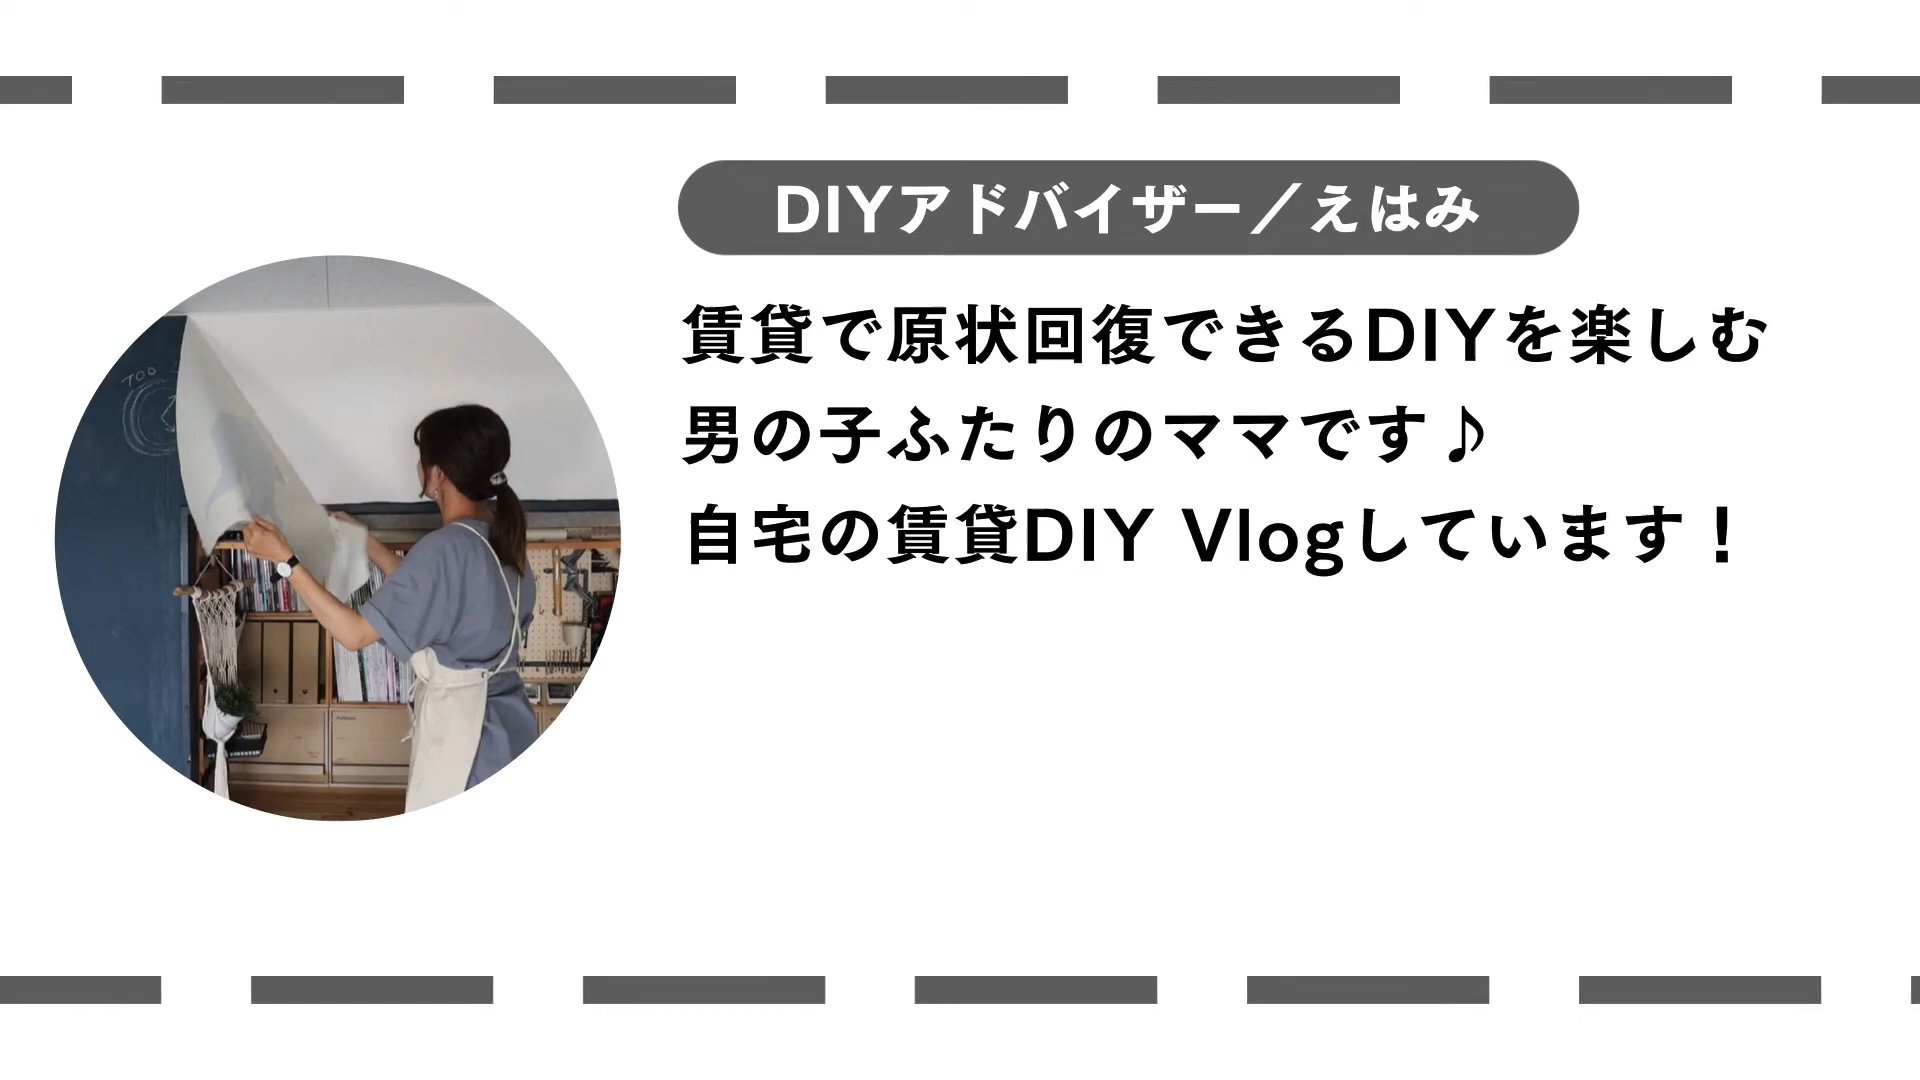 DIYアドバイザー／えはみ
賃貸で原状回復できるDIYを楽しむ
男の子ふたりのママです♪
自宅の賃貸DIY Vlogしています！
TOO